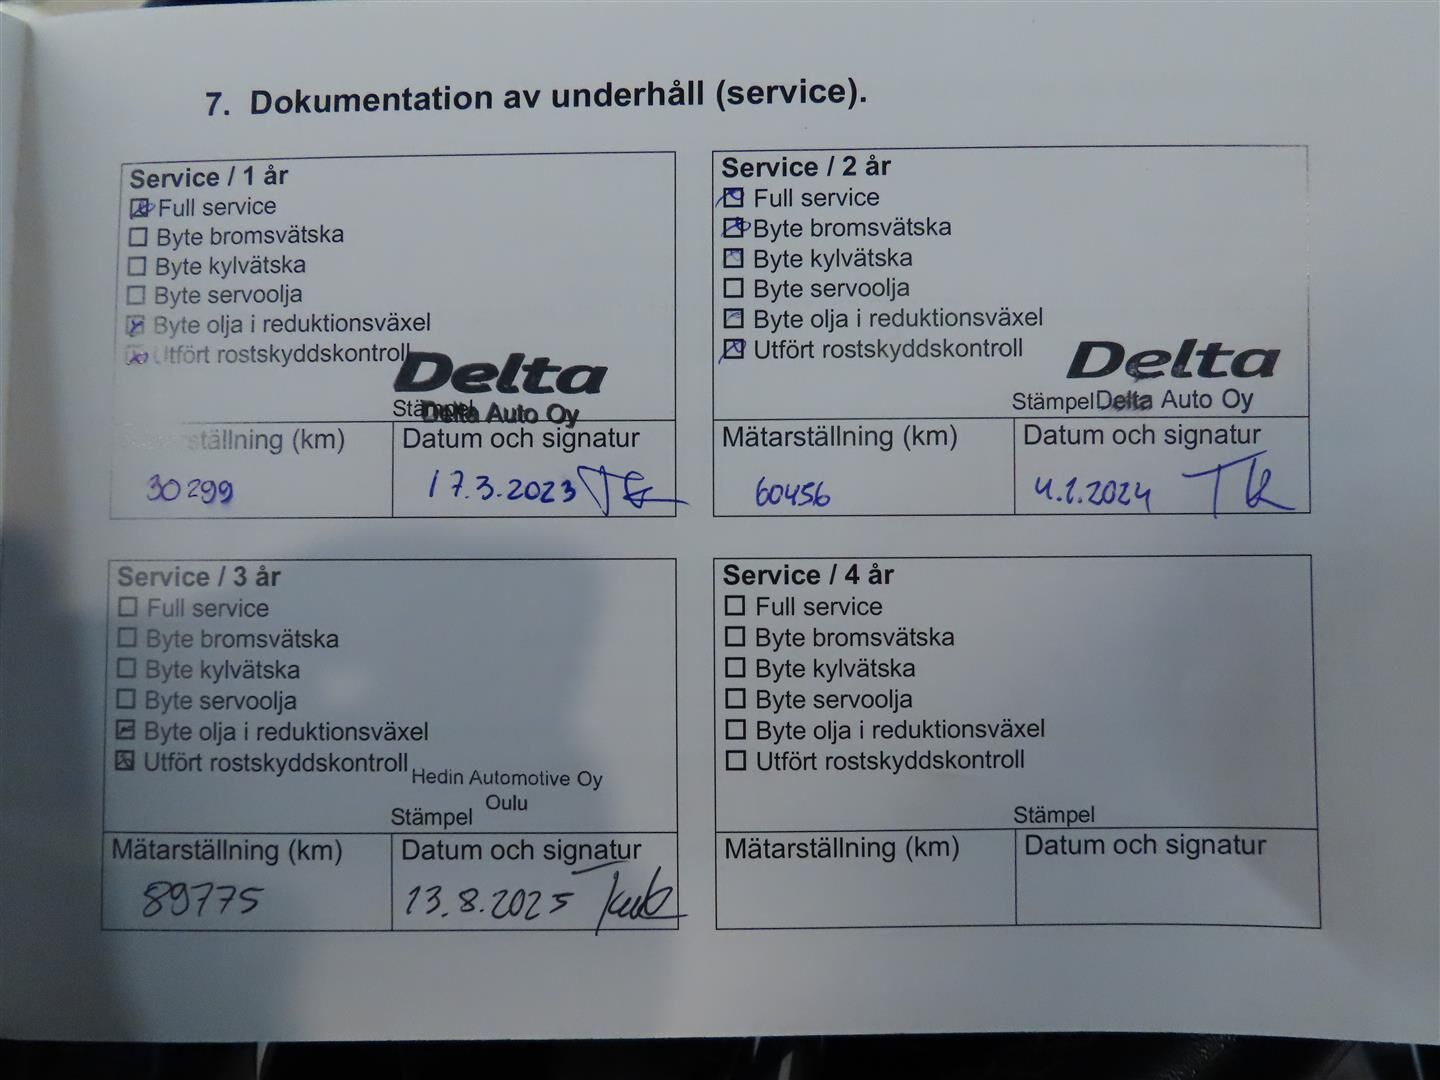 7. Dokumentation av underhåll (service).
Service / 1 år
Full service
Byte bromsvätska
Byte kylvätska
Byte servoolja
Byte olja i reduktionsväxel
Utfört rostskyddskontroll
Delta
Stämpel
Delta Auto Oy
ställning (km)
Datum och signatur
30 299
17.3.2023
Service / 2 år
Full service
Byte bromsvätska
Byte kylvätska
Byte servoolja
Byte olja i reduktionsväxel
Utfört rostskyddskontroll
Delta
Stämpel Delta Auto Oy
Mätarställning (km)
Datum och signatur
60456
4.1.2024 TK
Service / 3 år
Full service
Byte bromsvätska
Byte kylvätska
Byte servoolja
Byte olja i reduktionsväxel
Utfört rostskyddskontroll
Hedin Automotive Oy
Oulu
Stämpel
Mätarställning (km)
Datum och signatur
89775
13.8.2025
Service / 4 år
Full service
Byte bromsvätska
Byte kylvätska
Byte servoolja
Byte olja i reduktionsväxel
Utfört rostskyddskontroll
Stämpel
Mätarställning (km)
Datum och signatur